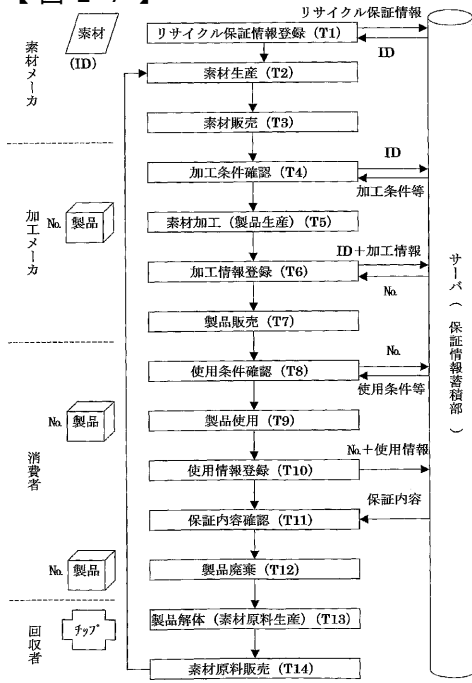 リサイクル保証情報
素材
(ID)
素材メーカ
リサイクル保証情報登録 (T1)
ID
素材生産 (T2)
素材販売 (T3)
加工条件確認 (T4)
ID
加工条件等
加工メーカ
No.
製品
素材加工(製品生産)(T5)
加工情報登録 (T6)
ID+加工情報
No.
製品販売 (T7)
サーバ(保証情報蓄積部)
使用条件確認 (T8)
No.
使用条件等
消費者
No.
製品
製品使用 (T9)
使用情報登録 (T10)
No.+使用情報
保証内容確認 (T11)
保証内容
No.
製品
製品廃棄 (T12)
回収者
チップ
製品解体(素材原料生産)(T13)
素材原料販売 (T14)